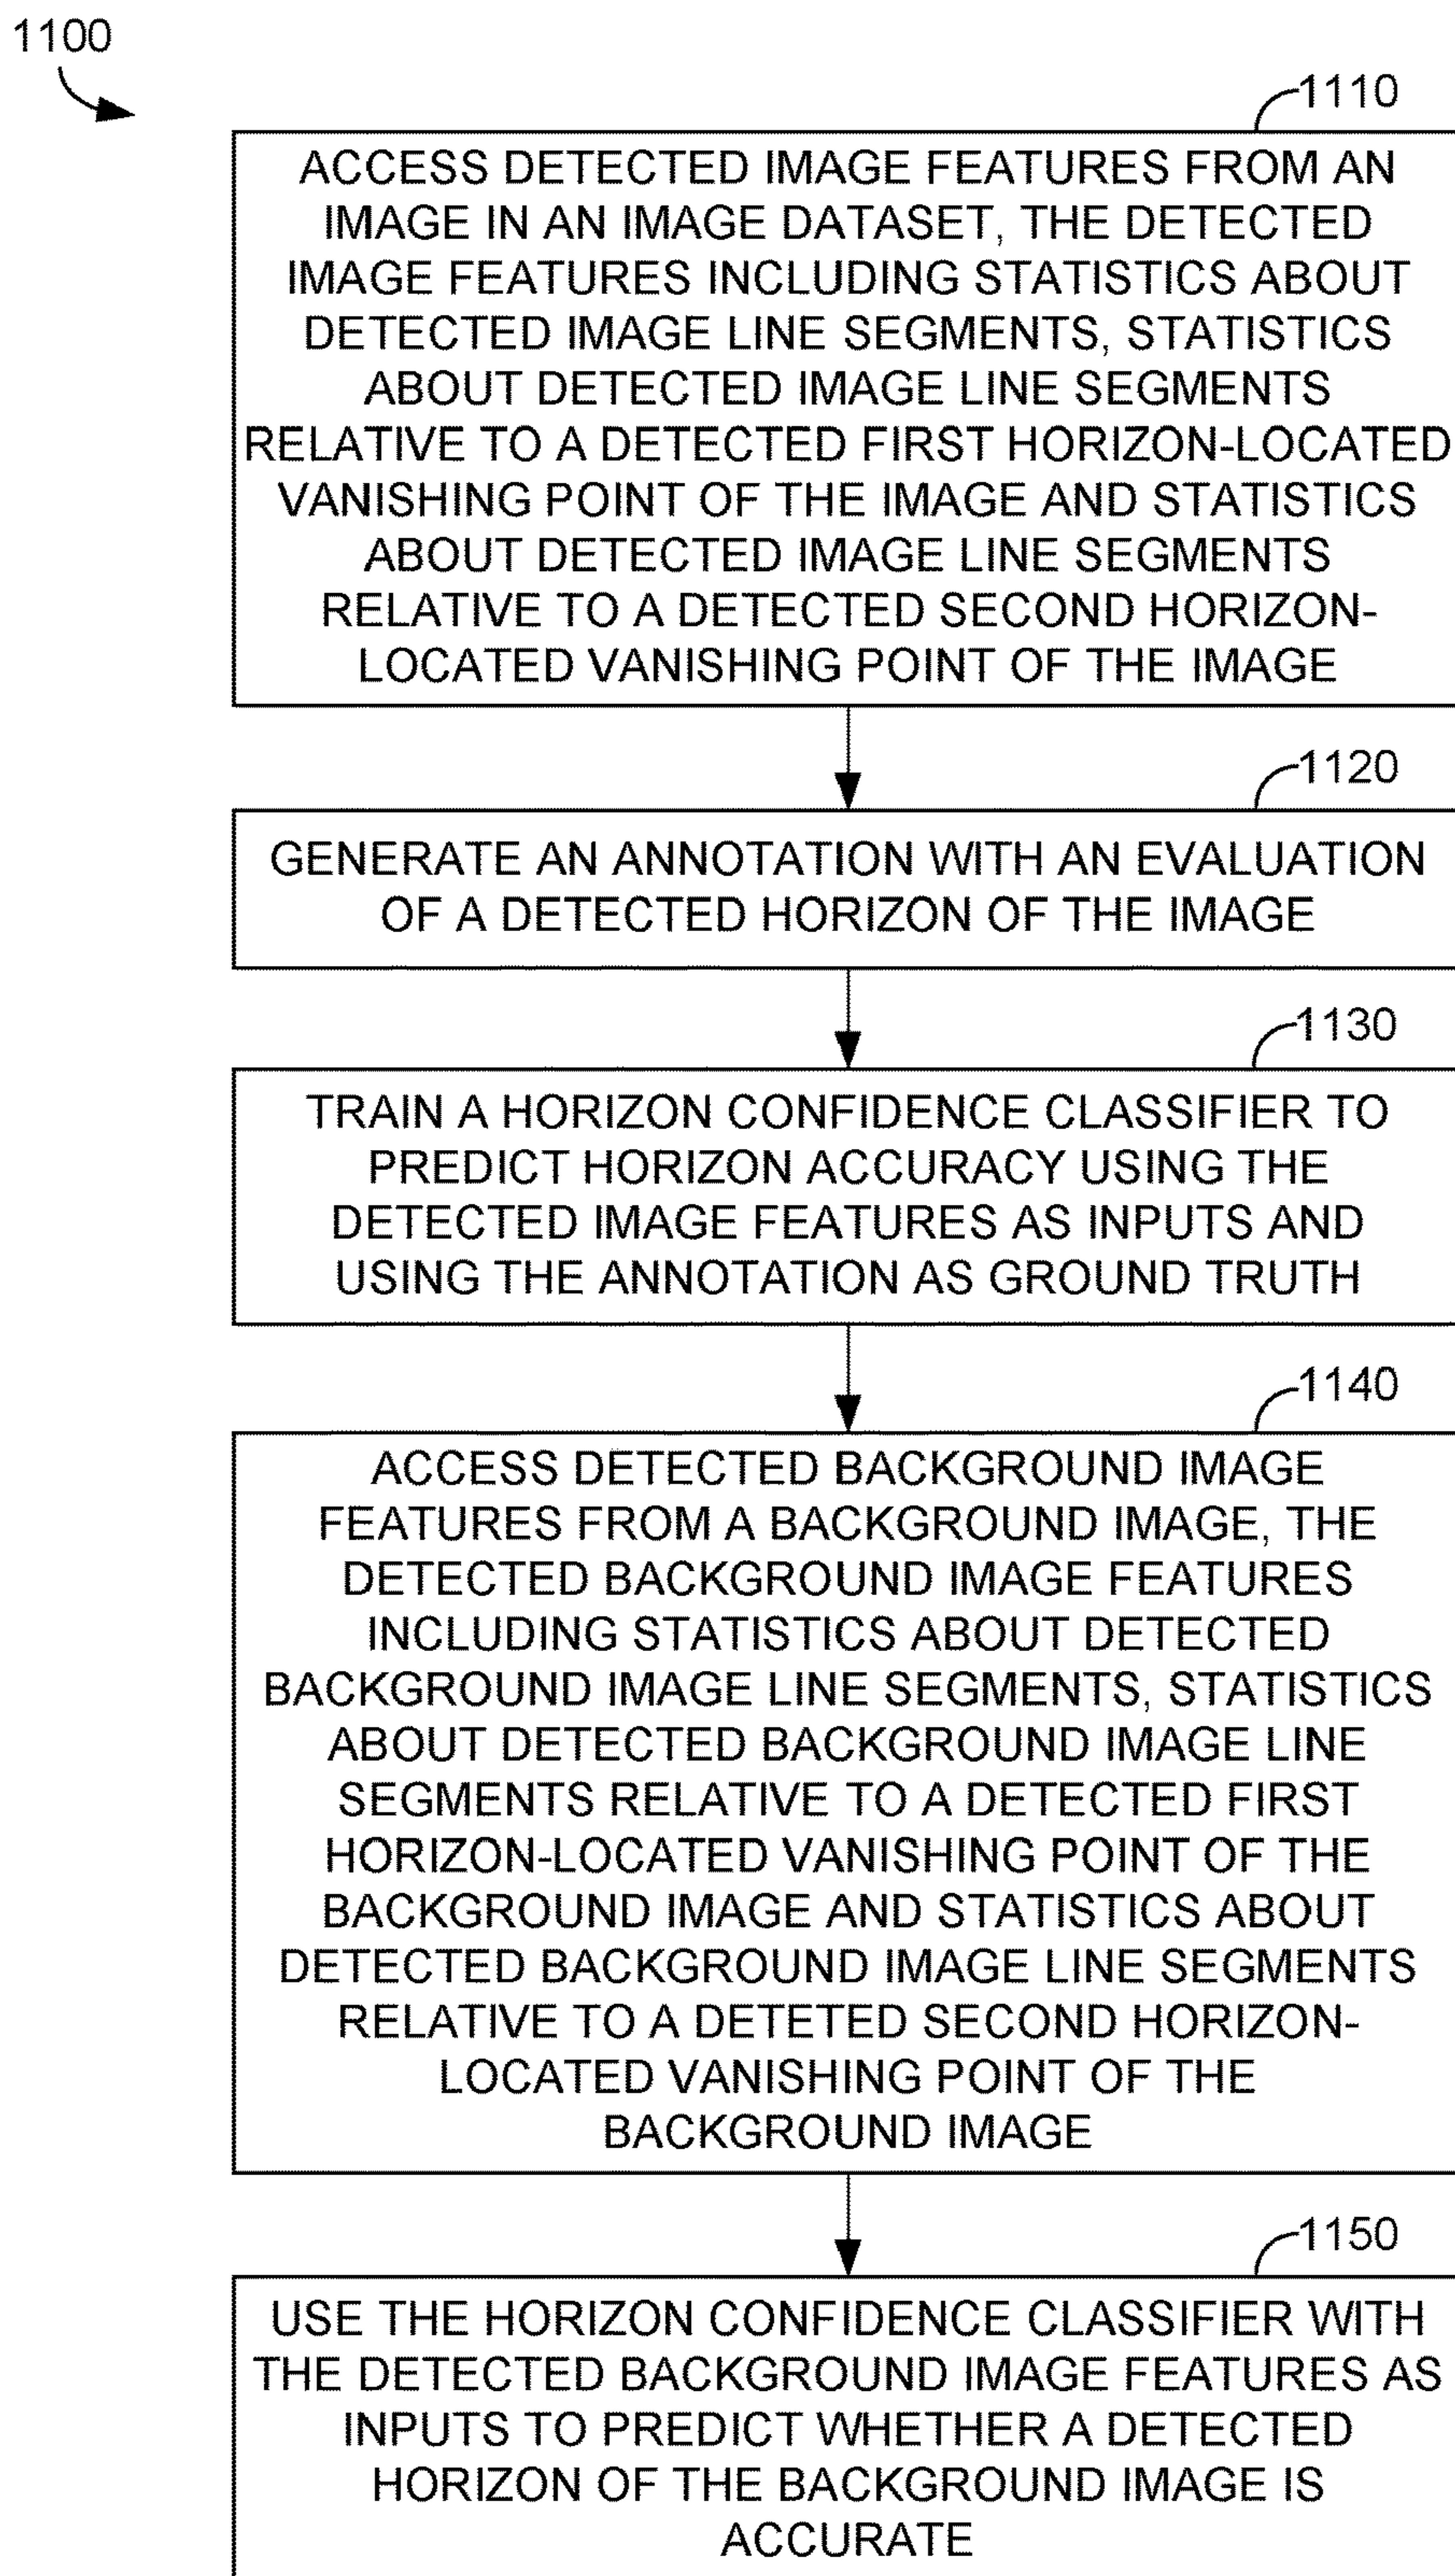 1100
1110
ACCESS DETECTED IMAGE FEATURES FROM AN
IMAGE IN AN IMAGE DATASET, THE DETECTED
IMAGE FEATURES INCLUDING STATISTICS ABOUT
DETECTED IMAGE LINE SEGMENTS, STATISTICS
ABOUT DETECTED IMAGE LINE SEGMENTS
RELATIVE TO A DETECTED FIRST HORIZON-LOCATED
VANISHING POINT OF THE IMAGE AND STATISTICS
ABOUT DETECTED IMAGE LINE SEGMENTS
RELATIVE TO A DETECTED SECOND HORIZON-
LOCATED VANISHING POINT OF THE IMAGE
1120
GENERATE AN ANNOTATION WITH AN EVALUATION
OF A DETECTED HORIZON OF THE IMAGE
1130
TRAIN A HORIZON CONFIDENCE CLASSIFIER TO
PREDICT HORIZON ACCURACY USING THE
DETECTED IMAGE FEATURES AS INPUTS AND
USING THE ANNOTATION AS GROUND TRUTH
1140
ACCESS DETECTED BACKGROUND IMAGE
FEATURES FROM A BACKGROUND IMAGE, THE
DETECTED BACKGROUND IMAGE FEATURES
INCLUDING STATISTICS ABOUT DETECTED
BACKGROUND IMAGE LINE SEGMENTS, STATISTICS
ABOUT DETECTED BACKGROUND IMAGE LINE
SEGMENTS RELATIVE TO A DETECTED FIRST
HORIZON-LOCATED VANISHING POINT OF THE
BACKGROUND IMAGE AND STATISTICS ABOUT
DETECTED BACKGROUND IMAGE LINE SEGMENTS
RELATIVE TO A DETETED SECOND HORIZON-
LOCATED VANISHING POINT OF THE
BACKGROUND IMAGE
1150
USE THE HORIZON CONFIDENCE CLASSIFIER WITH
THE DETECTED BACKGROUND IMAGE FEATURES AS
INPUTS TO PREDICT WHETHER A DETECTED
HORIZON OF THE BACKGROUND IMAGE IS
ACCURATE